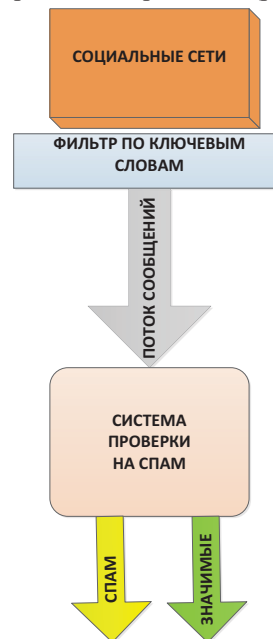 СОЦИАЛЬНЫЕ СЕТИ
ФИЛЬТР ПО КЛЮЧЕВЫМ
СЛОВАМ
ПОТОК СООБЩЕНИЙ
СИСТЕМА
ПРОВЕРКИ
НА СПАМ
СПАМ
ЗНАЧИМЫЕ